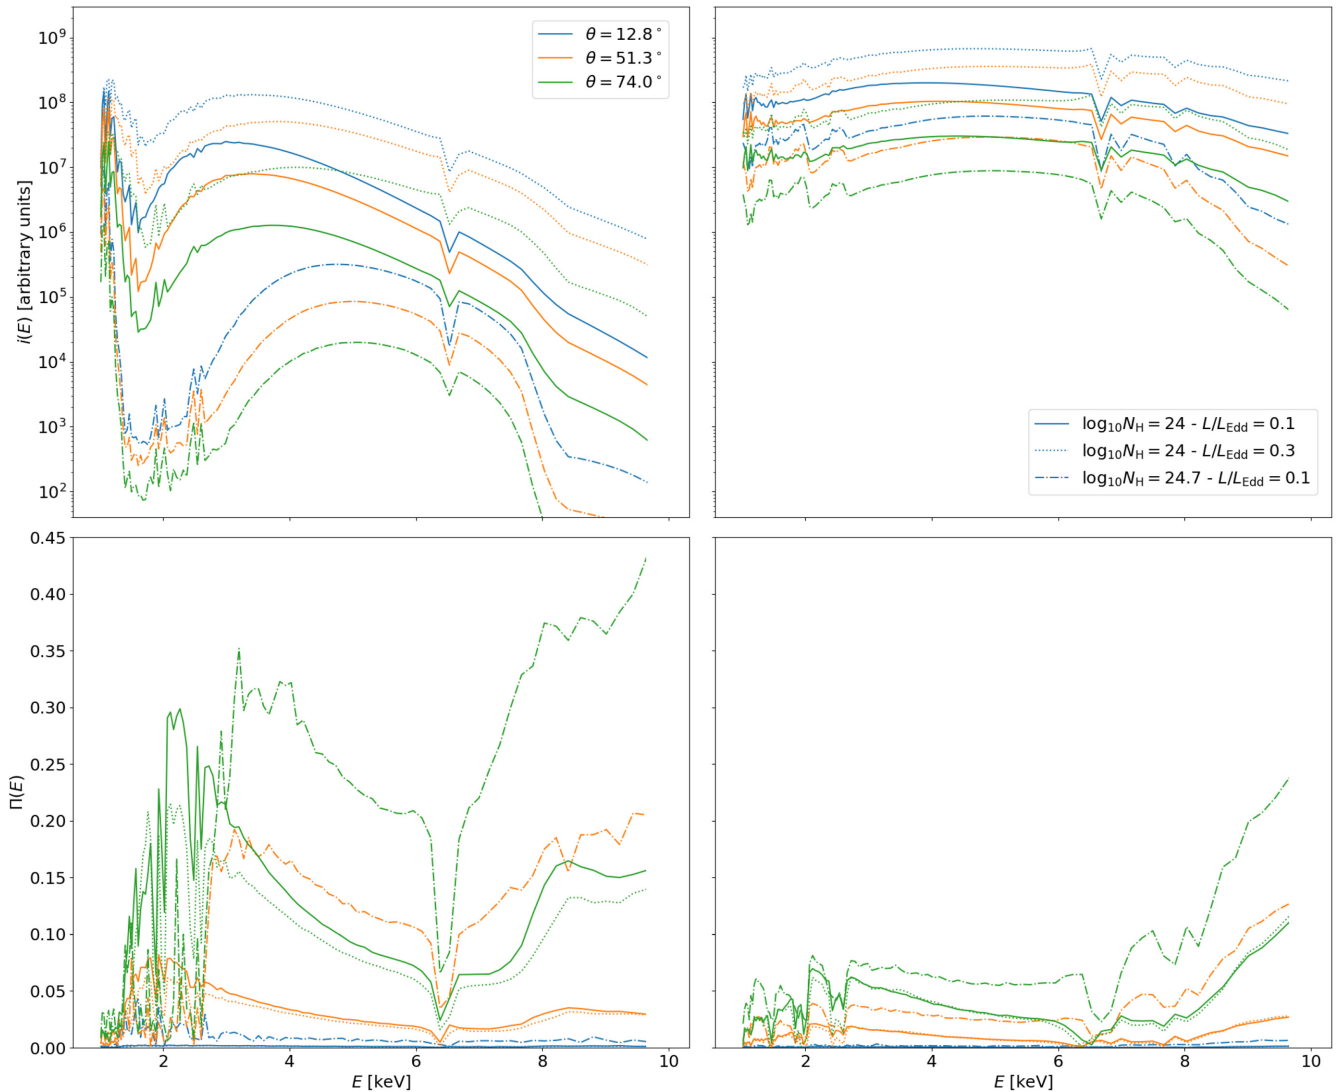 10⁹
10⁸
10⁷
10⁶
10⁵
10⁴
10³
10²
i(E) [arbitrary units]
θ = 12.8°
θ = 51.3°
θ = 74.0°
log₁₀N_H = 24 - L/L_Edd = 0.1
log₁₀N_H = 24 - L/L_Edd = 0.3
log₁₀N_H = 24.7 - L/L_Edd = 0.1
0.45
0.40
0.35
0.30
0.25
0.20
0.15
0.10
0.05
0.00
Π(E)
2 4 6 8 10
E [keV]
2 4 6 8 10
E [keV]